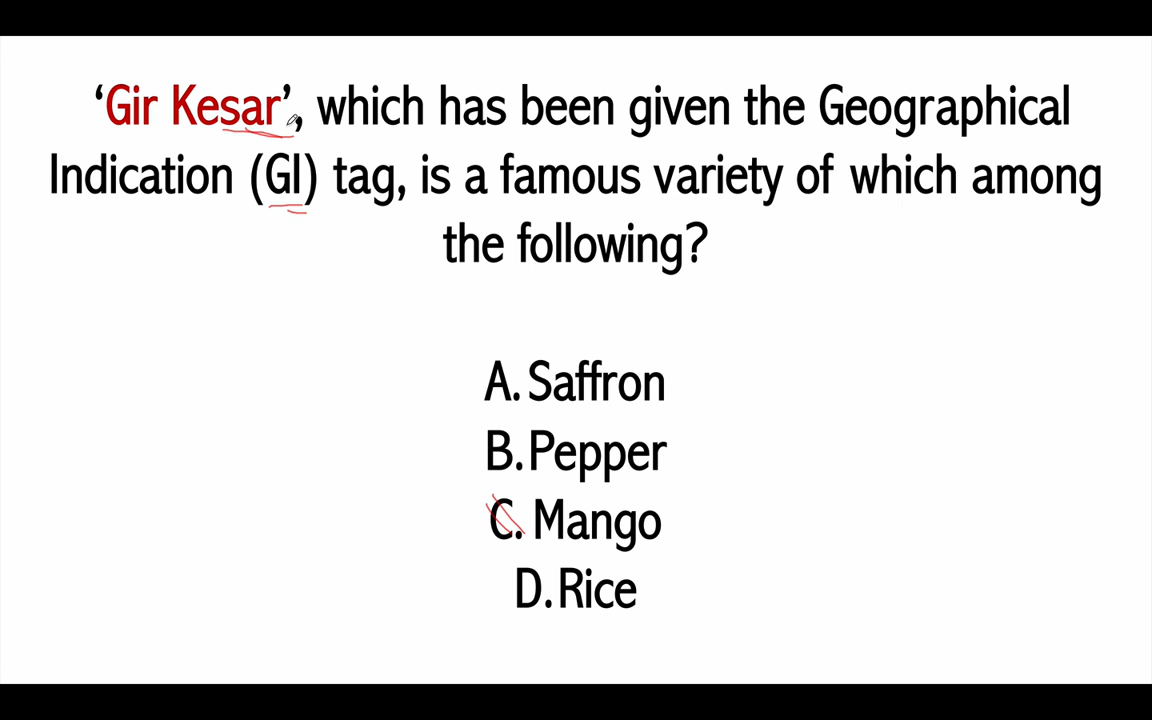 ‘Gir Kesar’, which has been given the Geographical
Indication (GI) tag, is a famous variety of which among
the following?
A. Saffron
B. Pepper
C. Mango
D. Rice